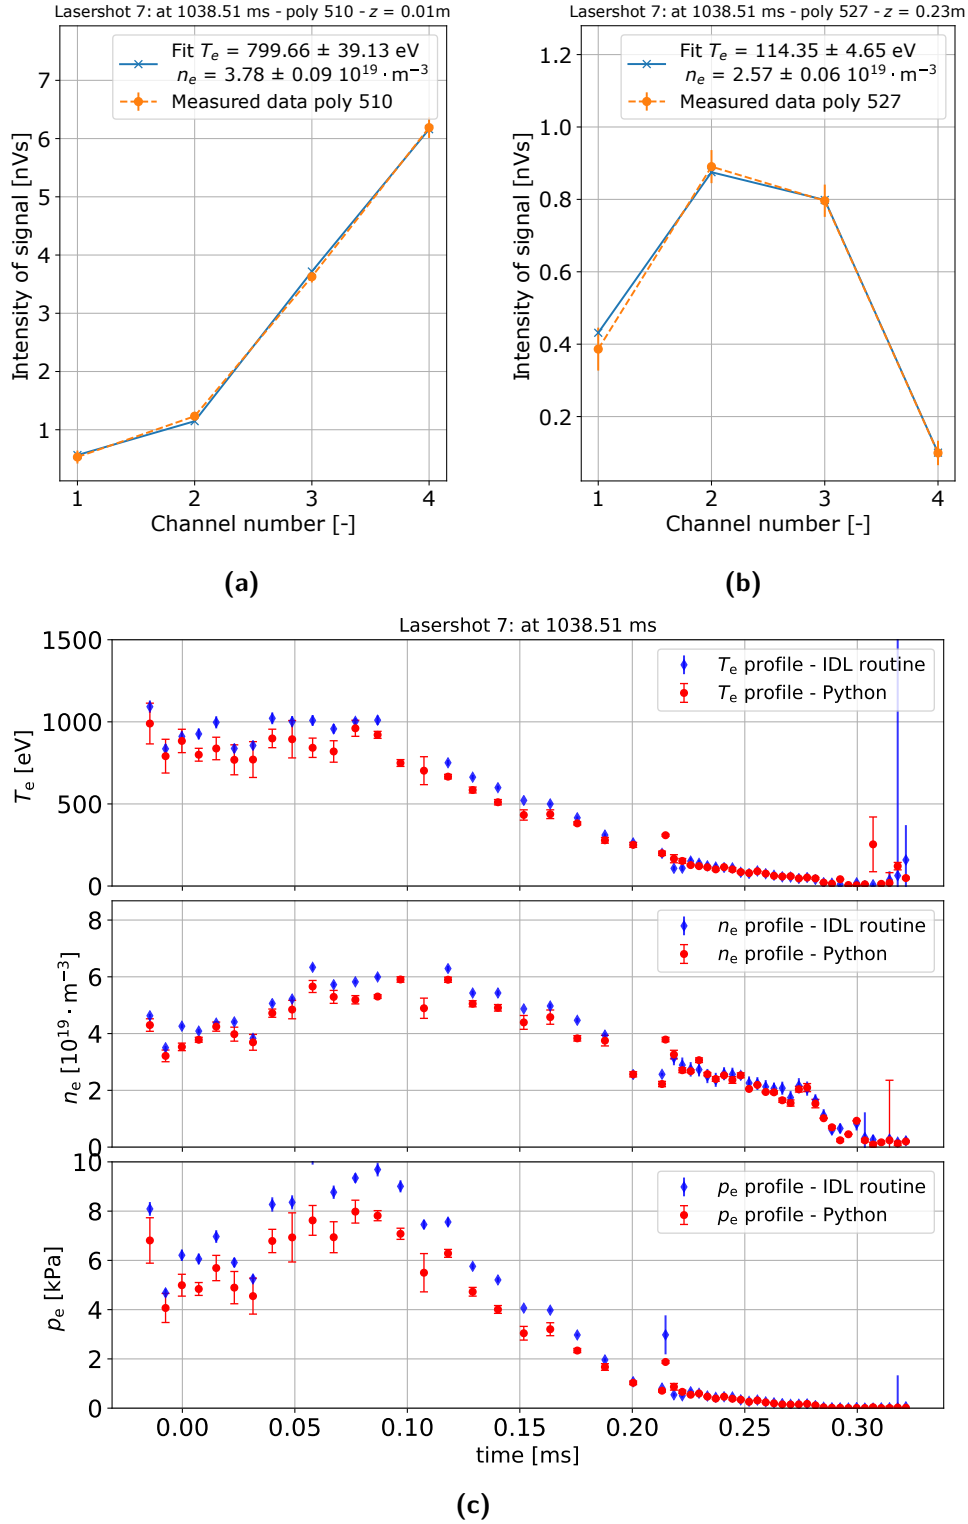 Lasershot 7: at 1038.51 ms - poly 510 - z = 0.01m
Fit Tₑ = 799.66 ± 39.13 eV
nₑ = 3.78 ± 0.09 10¹⁹ · m⁻³
Measured data poly 510
Intensity of signal [nVs]
7
6
5
4
3
2
1
1 2 3 4
Channel number [-]
(a)
Lasershot 7: at 1038.51 ms - poly 527 - z = 0.23m
Fit Tₑ = 114.35 ± 4.65 eV
nₑ = 2.57 ± 0.06 10¹⁹ · m⁻³
Measured data poly 527
Intensity of signal [nVs]
1.2
1.0
0.8
0.6
0.4
0.2
1 2 3 4
Channel number [-]
(b)
Lasershot 7: at 1038.51 ms
Tₑ profile - IDL routine
Tₑ profile - Python
Tₑ [eV]
1500
1000
500
0
nₑ profile - IDL routine
nₑ profile - Python
nₑ [10¹⁹ · m⁻³]
8
6
4
2
0
pₑ profile - IDL routine
pₑ profile - Python
pₑ [kPa]
10
8
6
4
2
0
0.00 0.05 0.10 0.15 0.20 0.25 0.30
time [ms]
(c)